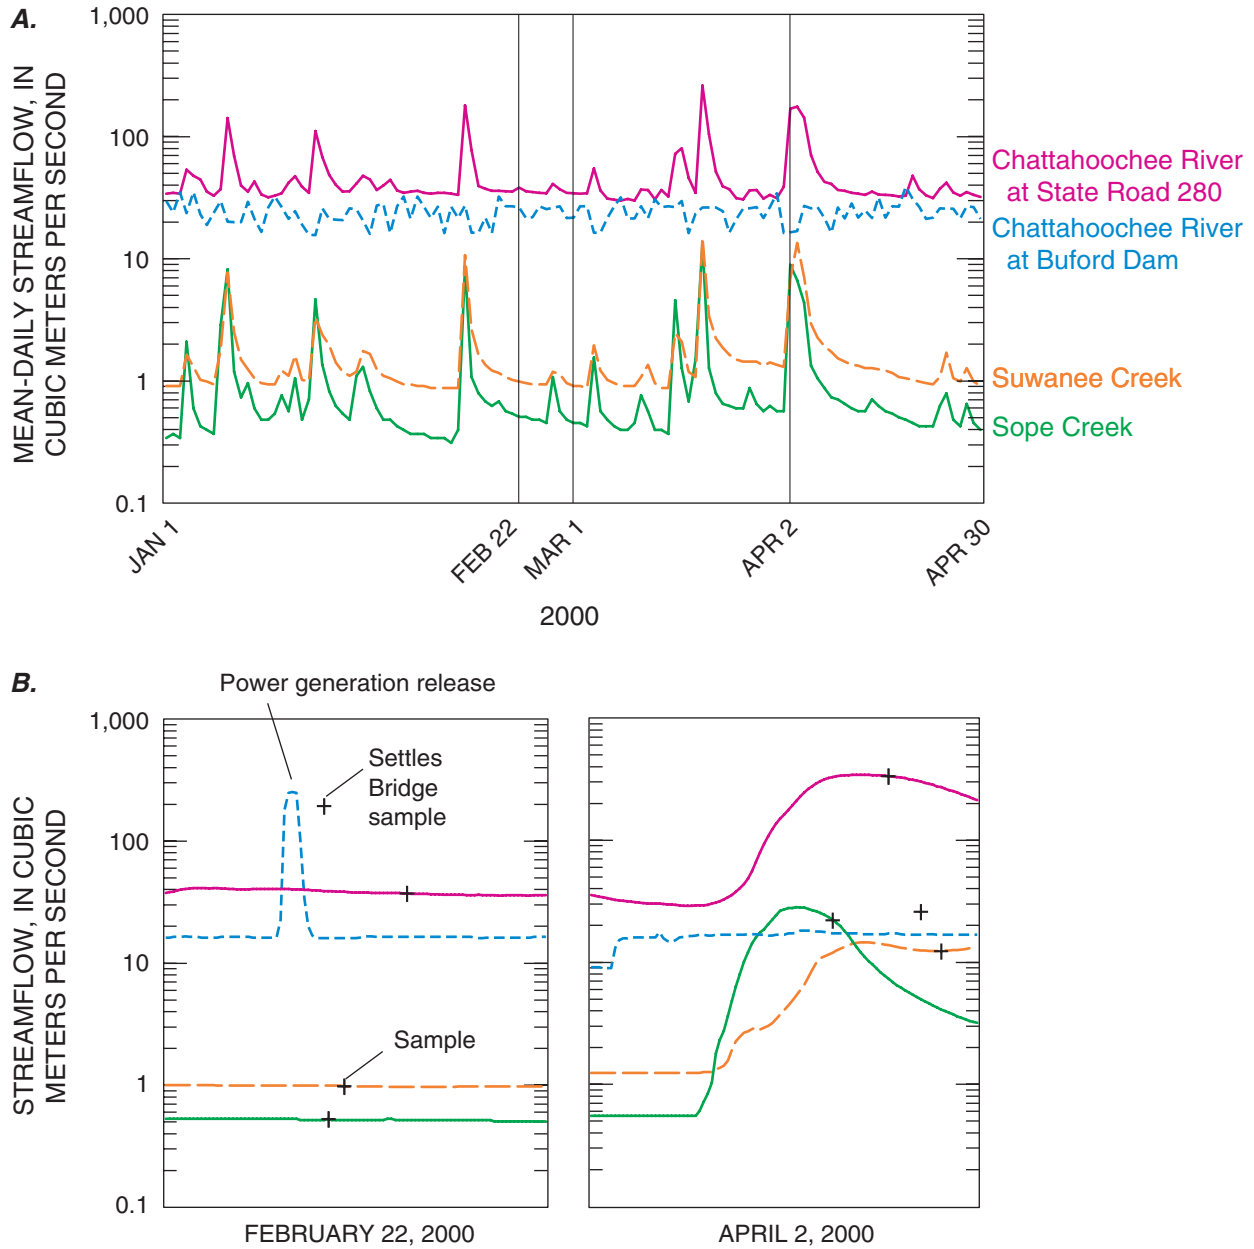 A.
MEAN-DAILY STREAMFLOW, IN
CUBIC METERS PER SECOND
1,000
100
10
1
0.1
Chattahoochee River
at State Road 280
Chattahoochee River
at Buford Dam
Suwanee Creek
Sope Creek
JAN 1
FEB 22
MAR 1
APR 2
APR 30
2000
B.
Power generation release
STREAMFLOW, IN CUBIC
METERS PER SECOND
1,000
100
10
1
0.1
Settles
Bridge
sample
Sample
FEBRUARY 22, 2000
APRIL 2, 2000